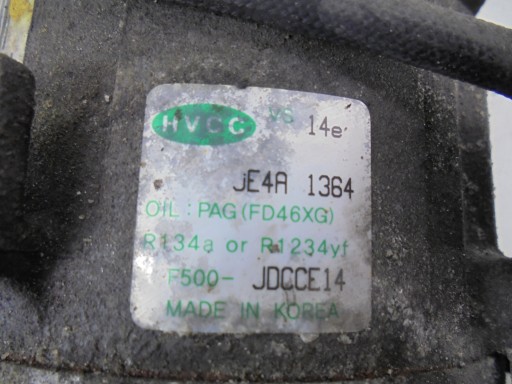 HVCC VS 14e
JE4A 1364
OIL : PAG (FD46XG)
R134a or R1234yf
F500- JDCCE14
MADE IN KOREA